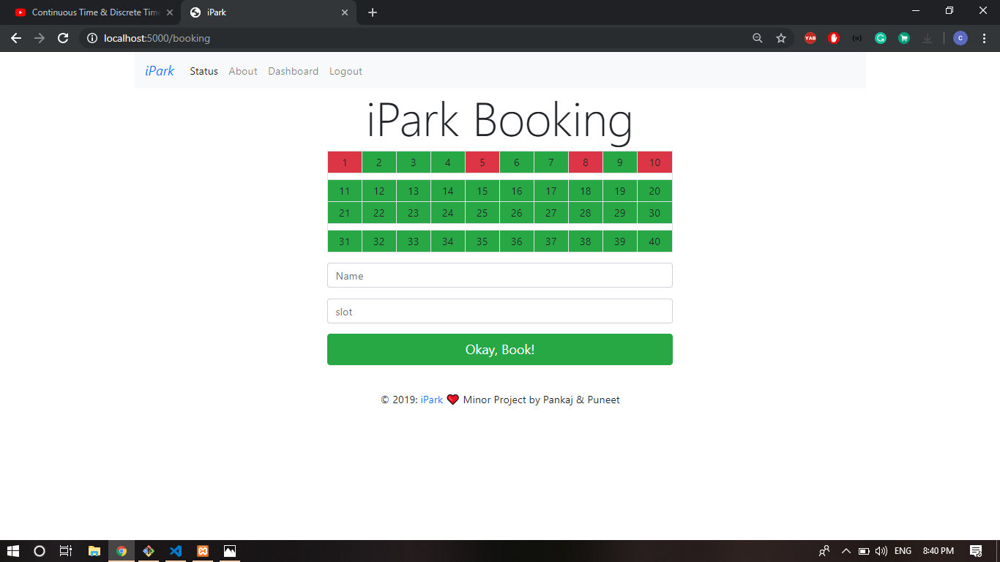 Continuous Time & Discrete Time
iPark
localhost:5000/booking
YAB
C
iPark Status About Dashboard Logout
iPark Booking
1 2 3 4 5 6 7 8 9 10
11 12 13 14 15 16 17 18 19 20
21 22 23 24 25 26 27 28 29 30
31 32 33 34 35 36 37 38 39 40
Name
slot
Okay, Book!
© 2019: iPark ❤ Minor Project by Pankaj & Puneet
ENG 8:40 PM